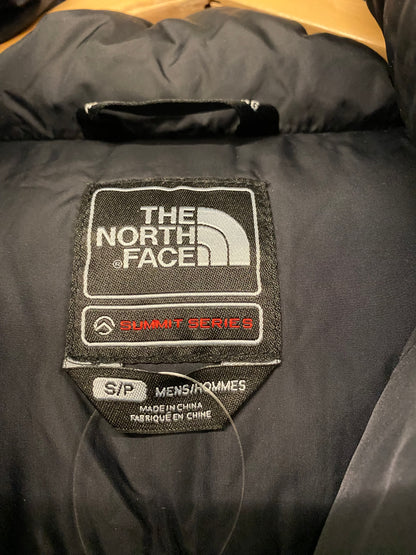 THE
NORTH
® FACE
SUMMIT SERIES
S/P MENS/HOMMES
MADE IN CHINA
FABRIQUÉ EN CHINE